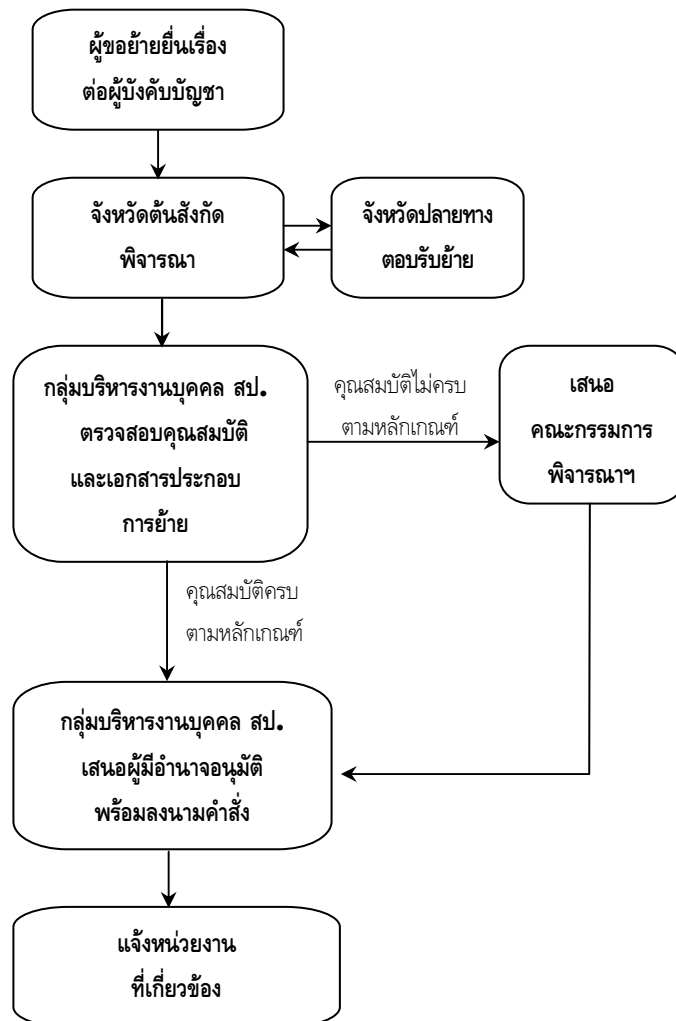 ผู้ขอย้ายยื่นเรื่อง
ต่อผู้บังคับบัญชา
จังหวัดต้นสังกัด
พิจารณา
จังหวัดปลายทาง
ตอบรับย้าย
กลุ่มบริหารงานบุคคล สป.
ตรวจสอบคุณสมบัติ
และเอกสารประกอบ
การย้าย
คุณสมบัติไม่ครบ
ตามหลักเกณฑ์
เสนอ
คณะกรรมการ
พิจารณาฯ
คุณสมบัติครบ
ตามหลักเกณฑ์
กลุ่มบริหารงานบุคคล สป.
เสนอผู้มีอำนาจอนุมัติ
พร้อมลงนามคำสั่ง
แจ้งหน่วยงาน
ที่เกี่ยวข้อง